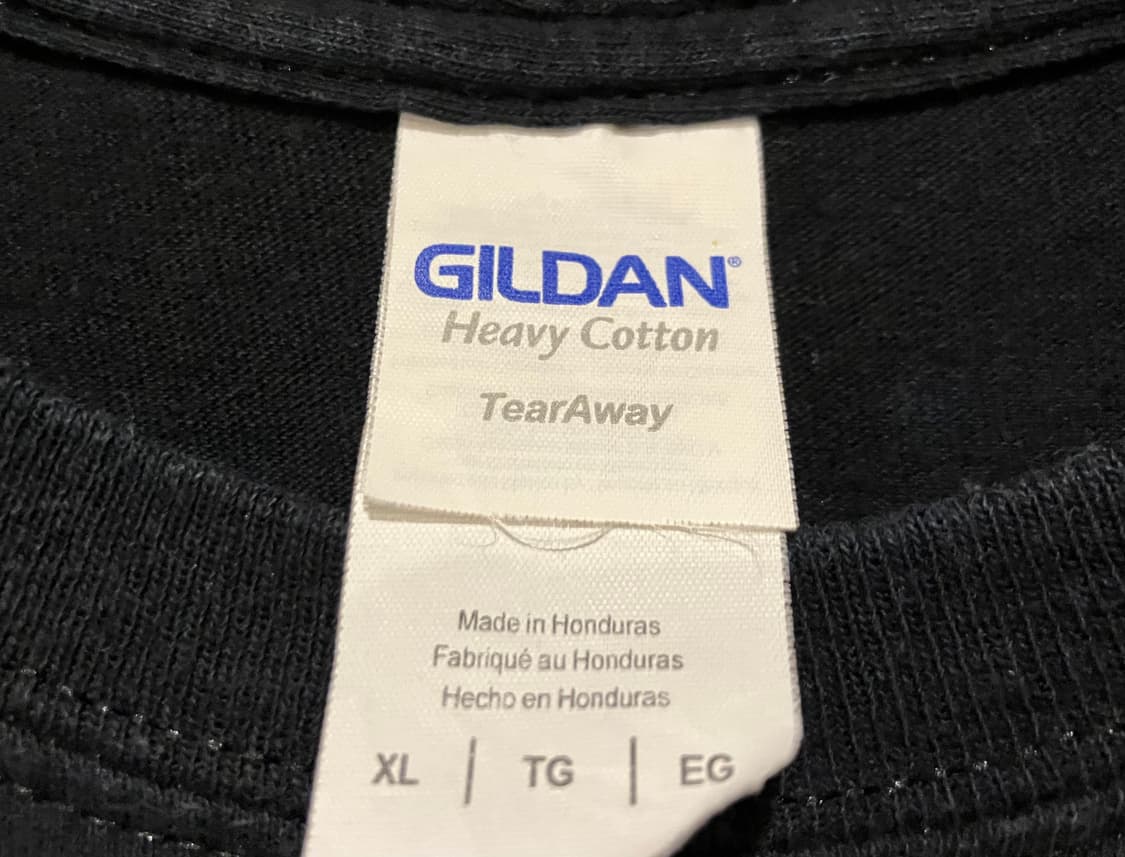 GILDAN®
Heavy Cotton
TearAway
Made in Honduras
Fabriqué au Honduras
Hecho en Honduras
XL | TG | EG